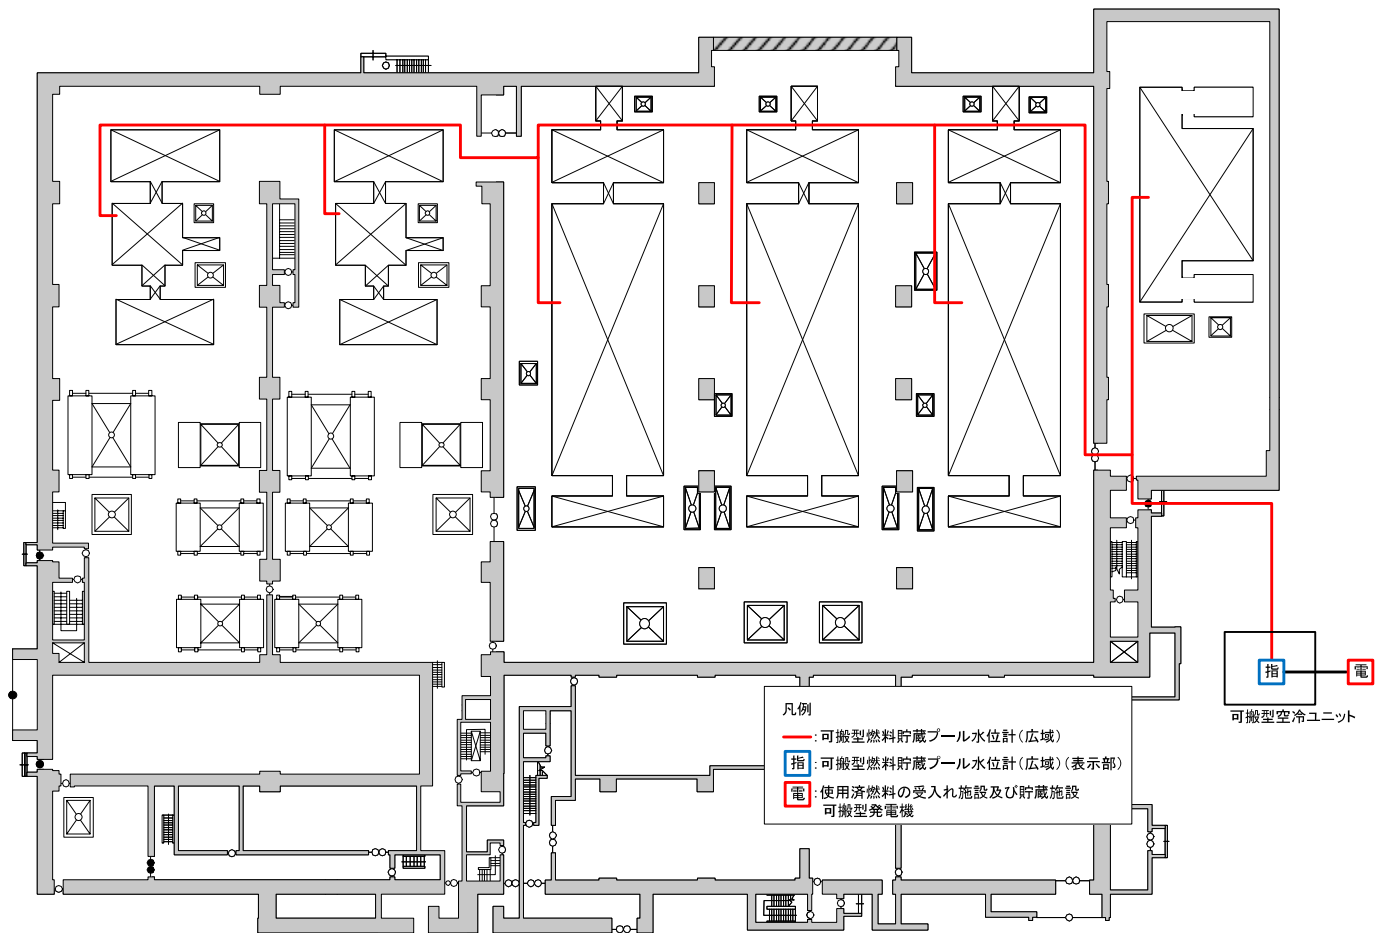 指
電
可搬型空冷ユニット
凡例
：可搬型燃料貯蔵プール水位計（広域）
指：可搬型燃料貯蔵プール水位計（広域）（表示部）
電：使用済燃料の受入れ施設及び貯蔵施設
可搬型発電機